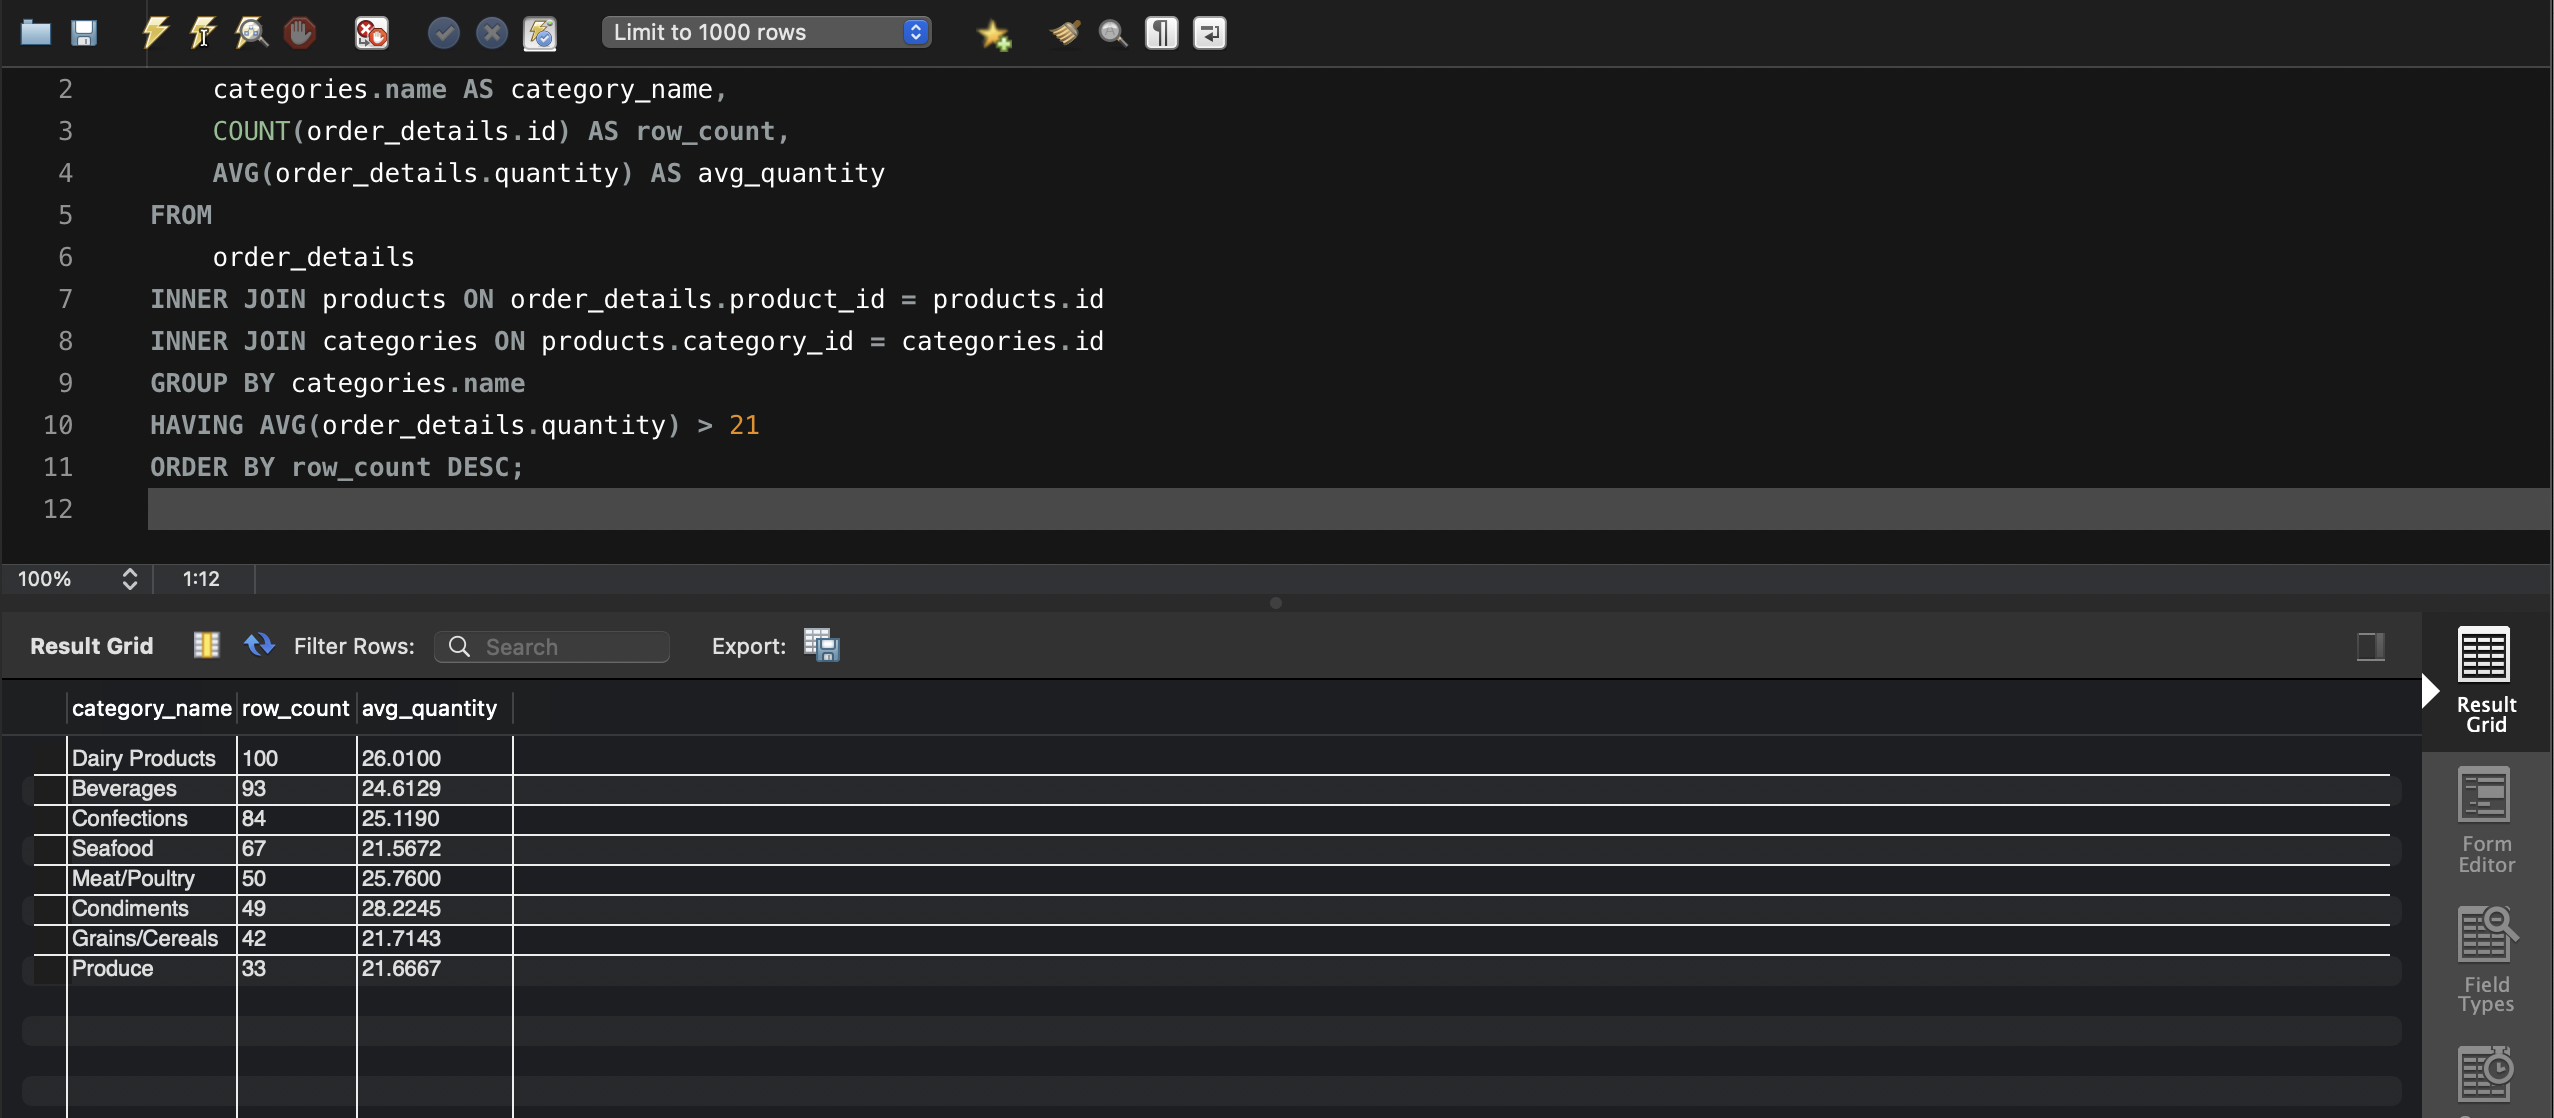 Limit to 1000 rows
2 categories.name AS category_name,
3 COUNT(order_details.id) AS row_count,
4 AVG(order_details.quantity) AS avg_quantity
5 FROM
6 order_details
7 INNER JOIN products ON order_details.product_id = products.id
8 INNER JOIN categories ON products.category_id = categories.id
9 GROUP BY categories.name
10 HAVING AVG(order_details.quantity) > 21
11 ORDER BY row_count DESC;
12
100% 1:12
Result Grid Filter Rows: Search Export:
category_name row_count avg_quantity
Dairy Products 100 26.0100
Beverages 93 24.6129
Confections 84 25.1190
Seafood 67 21.5672
Meat/Poultry 50 25.7600
Condiments 49 28.2245
Grains/Cereals 42 21.7143
Produce 33 21.6667
Result
Grid
Form
Editor
Field
Types